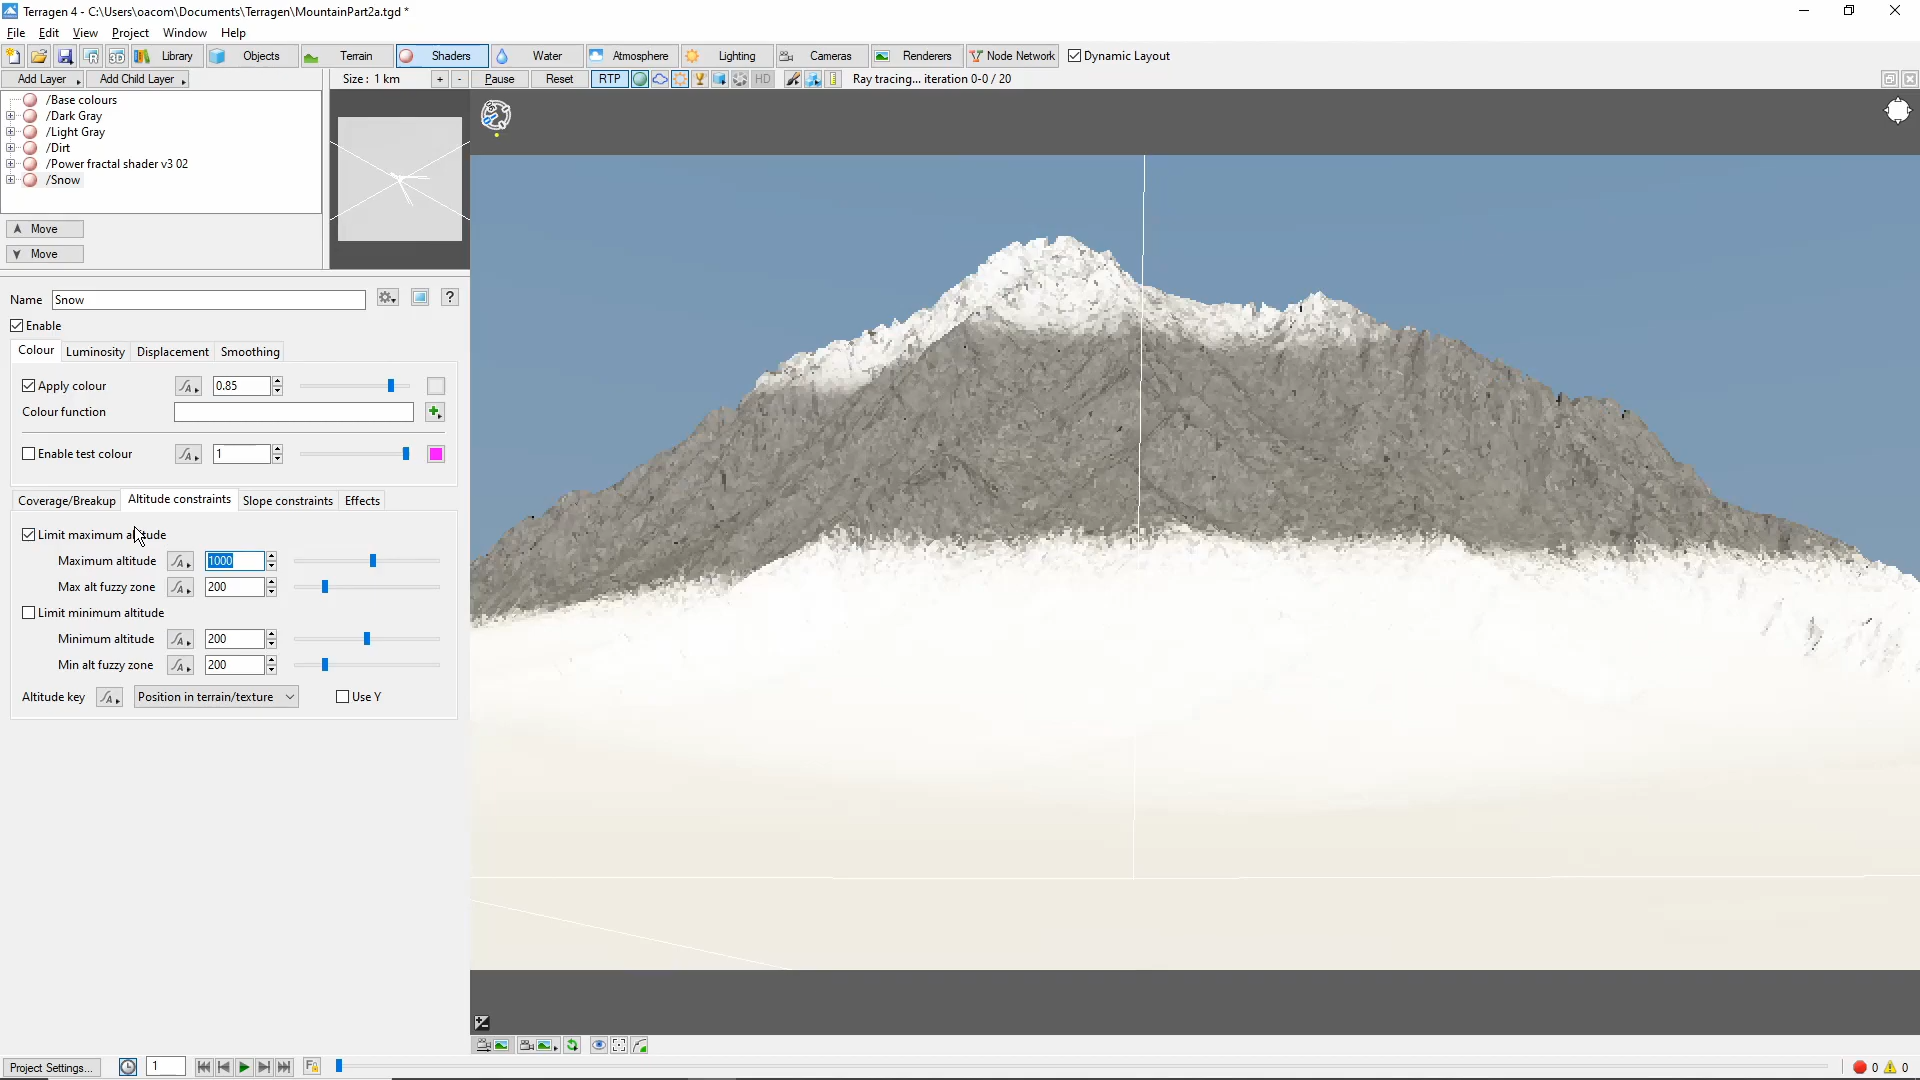 Terragen 4 - C:\Users\oacom\Documents\Terragen\MountainPart2a.tgd *
File Edit View Project Window Help
Library Objects Terrain Shaders Water Atmosphere Lighting Cameras Renderers Node Network Dynamic Layout
Add Layer Add Child Layer Size: 1 km + - Pause Reset RTP HD Ray tracing... iteration 0-0 / 20
/Base colours
/Dark Gray
/Light Gray
/Dirt
/Power fractal shader v3 02
/Snow
Move
Move
Name Snow ?
Enable
Colour Luminosity Displacement Smoothing
Apply colour 0.85
Colour function
Enable test colour 1
Coverage/Breakup Altitude constraints Slope constraints Effects
Limit maximum altitude
Maximum altitude 1000
Max alt fuzzy zone 200
Limit minimum altitude
Minimum altitude 200
Min alt fuzzy zone 200
Altitude key Position in terrain/texture Use Y
Project Settings... 1 0 0